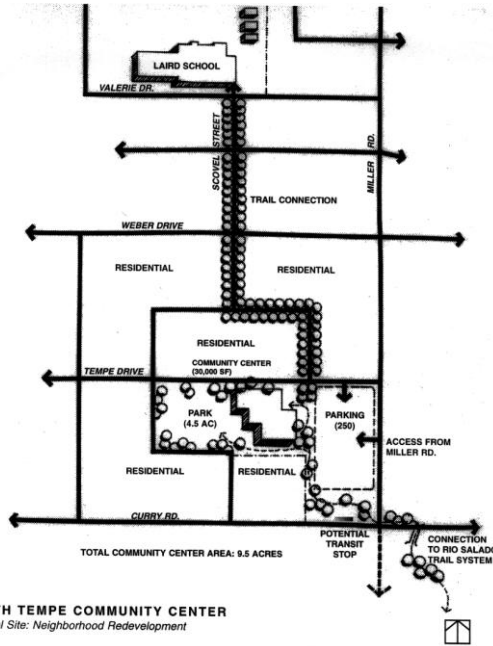 LAIRD SCHOOL
VALERIE DR.
SCOVEL STREET
MILLER RD.
TRAIL CONNECTION
WEBER DRIVE
RESIDENTIAL
RESIDENTIAL
RESIDENTIAL
COMMUNITY CENTER
(30,000 SF)
TEMPE DRIVE
PARK
(4.5 AC)
PARKING
(250)
ACCESS FROM
MILLER RD.
RESIDENTIAL
RESIDENTIAL
CURRY RD.
POTENTIAL
TRANSIT
STOP
CONNECTION
TO RIO SALADO
TRAIL SYSTEM
TOTAL COMMUNITY CENTER AREA: 9.5 ACRES
TH TEMPE COMMUNITY CENTER
l Site: Neighborhood Redevelopment